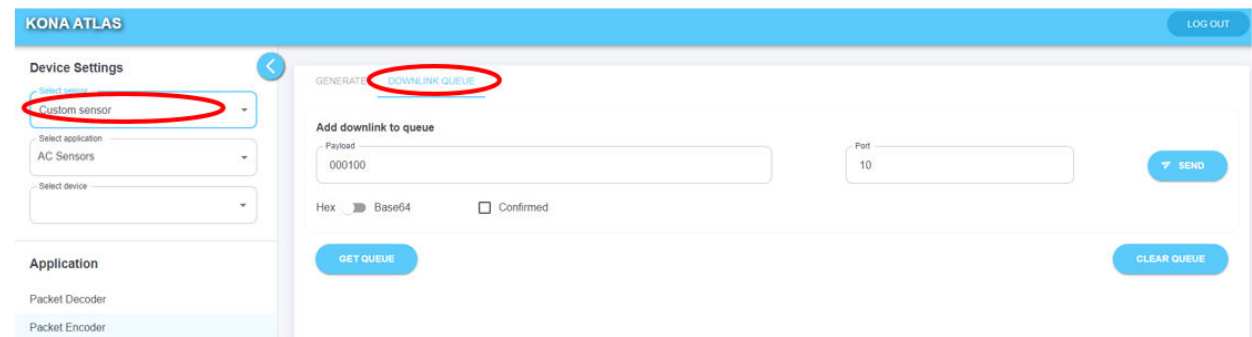 KONA ATLAS
LOG OUT
Device Settings
Select sensor
Custom sensor
Select application
AC Sensors
Select device
Application
Packet Decoder
Packet Encoder
GENERATE
DOWNLINK QUEUE
Add downlink to queue
Payload
000100
Port
10
SEND
Hex
Base64
Confirmed
GET QUEUE
CLEAR QUEUE